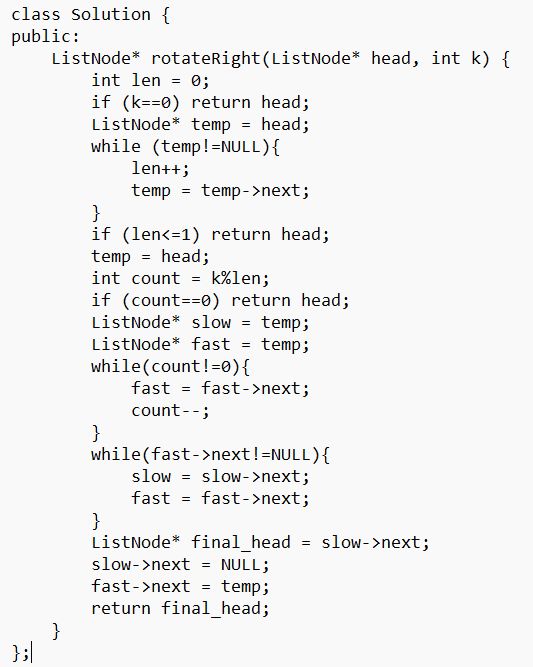 class Solution {
public:
    ListNode* rotateRight(ListNode* head, int k) {
        int len = 0;
        if (k==0) return head;
        ListNode* temp = head;
        while (temp!=NULL){
            len++;
            temp = temp->next;
        }
        if (len<=1) return head;
        temp = head;
        int count = k%len;
        if (count==0) return head;
        ListNode* slow = temp;
        ListNode* fast = temp;
        while(count!=0){
            fast = fast->next;
            count--;
        }
        while(fast->next!=NULL){
            slow = slow->next;
            fast = fast->next;
        }
        ListNode* final_head = slow->next;
        slow->next = NULL;
        fast->next = temp;
        return final_head;
    }
};